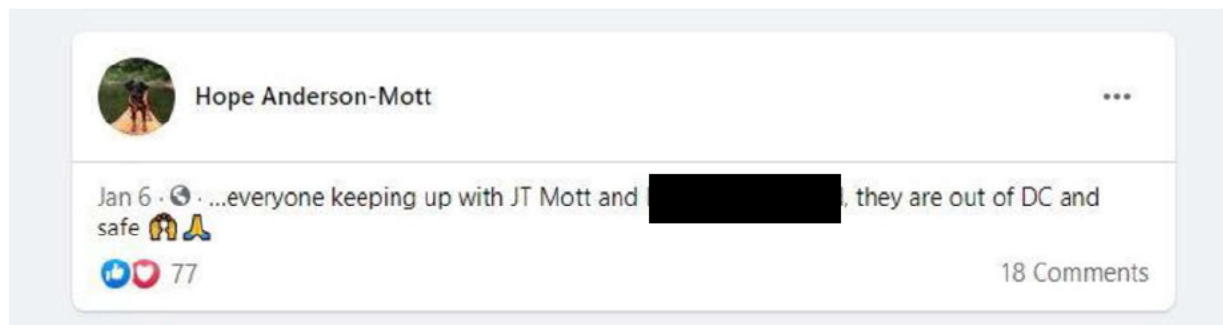 Hope Anderson-Mott
Jan 6 · ...everyone keeping up with JT Mott and , they are out of DC and
safe
77
18 Comments